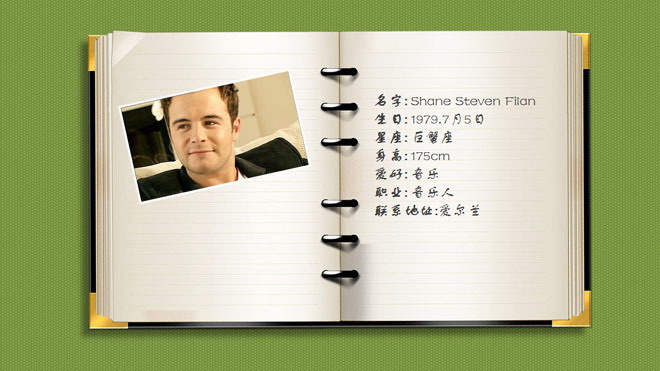 名字:Shane Steven Filan
生日:1979.7月5日
星座:巨蟹座
身高:175cm
爱好:音乐
职业:音乐人
联系地址:爱尔兰